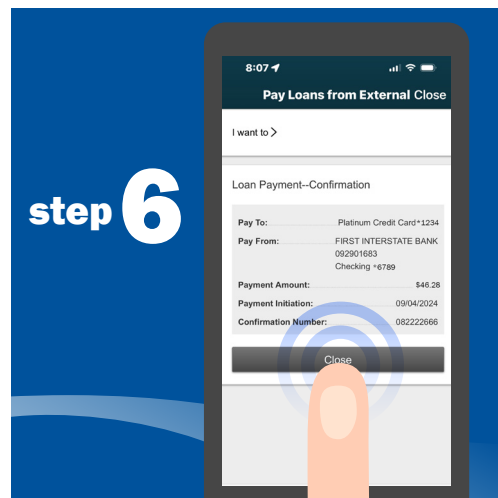 step 6
8:07
Pay Loans from External Close
I want to >
Loan Payment--Confirmation
Pay To: Platinum Credit Card*1234
Pay From: FIRST INTERSTATE BANK
092901683
Checking *6789
Payment Amount: $46.28
Payment Initiation: 09/04/2024
Confirmation Number: 082222666
Close